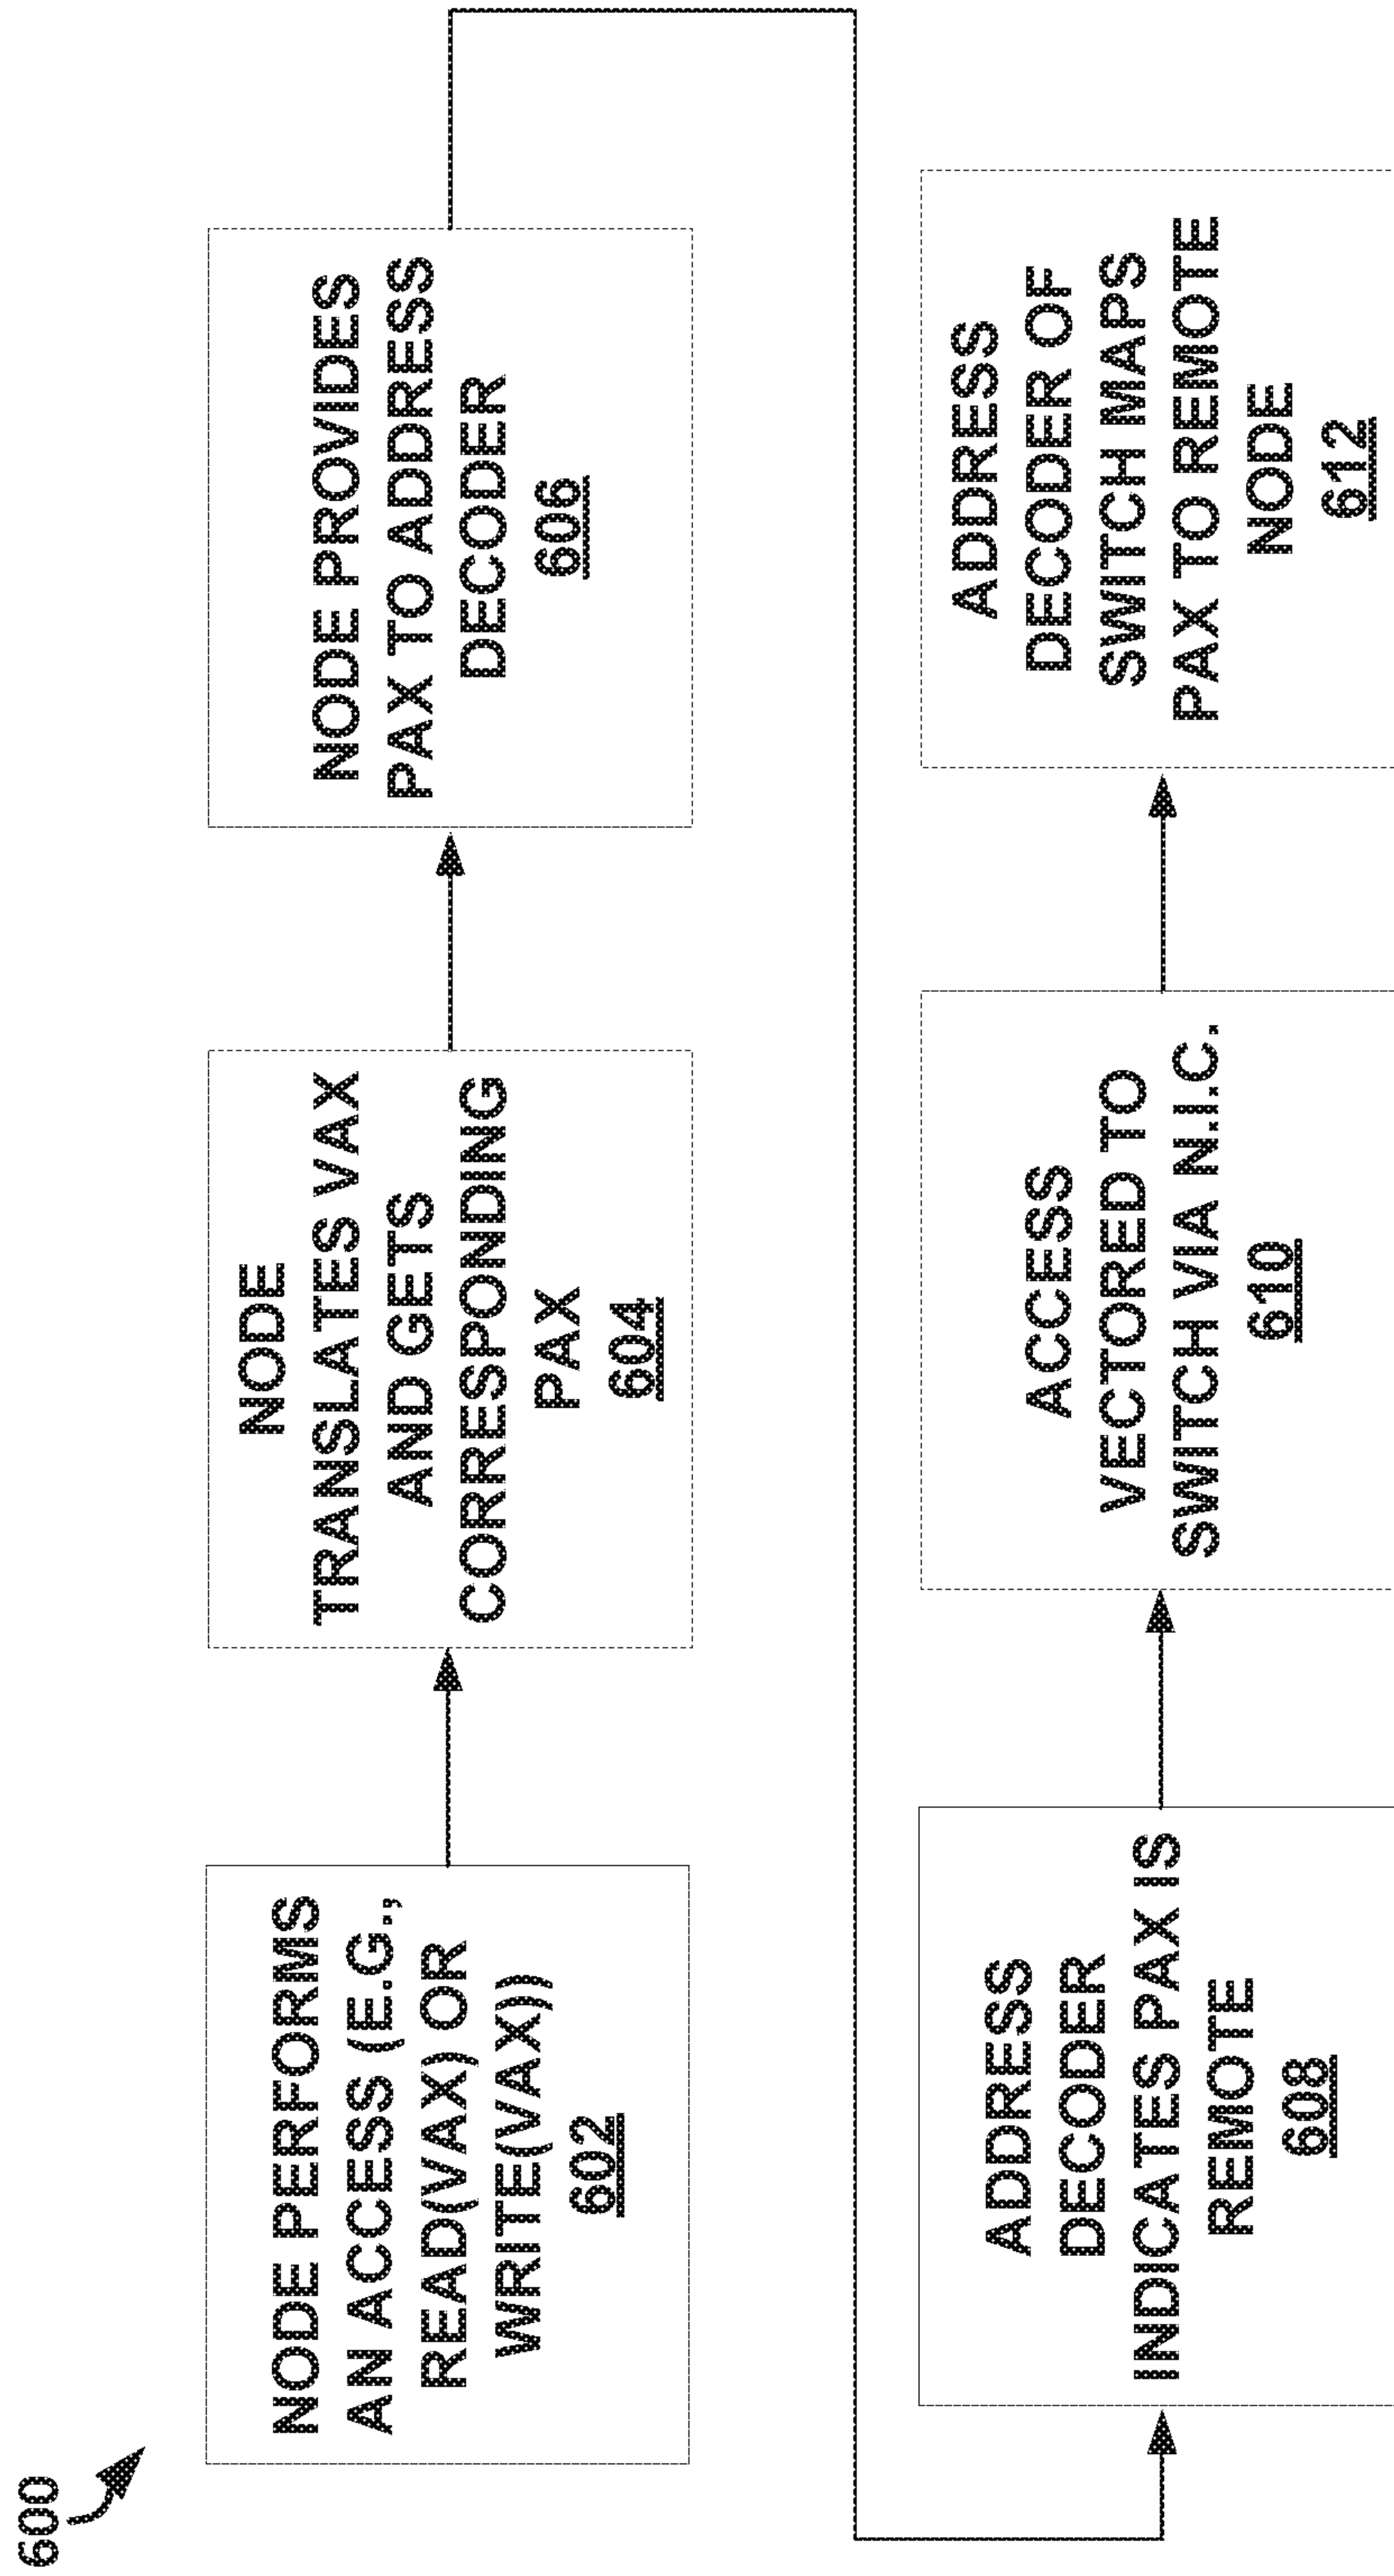 600
NODE PERFORMS
AN ACCESS (E.G.,
READ(VAX) OR
WRITE(VAX))
602
NODE
TRANSLATES VAX
AND GETS
CORRESPONDING
PAX
604
NODE PROVIDES
PAX TO ADDRESS
DECODER
606
ADDRESS
DECODER
INDICATES PAX IS
REMOTE
608
ACCESS
VECTORED TO
SWITCH VIA N.I.C.
610
ADDRESS
DECODER OF
SWITCH MAPS
PAX TO REMOTE
NODE
612